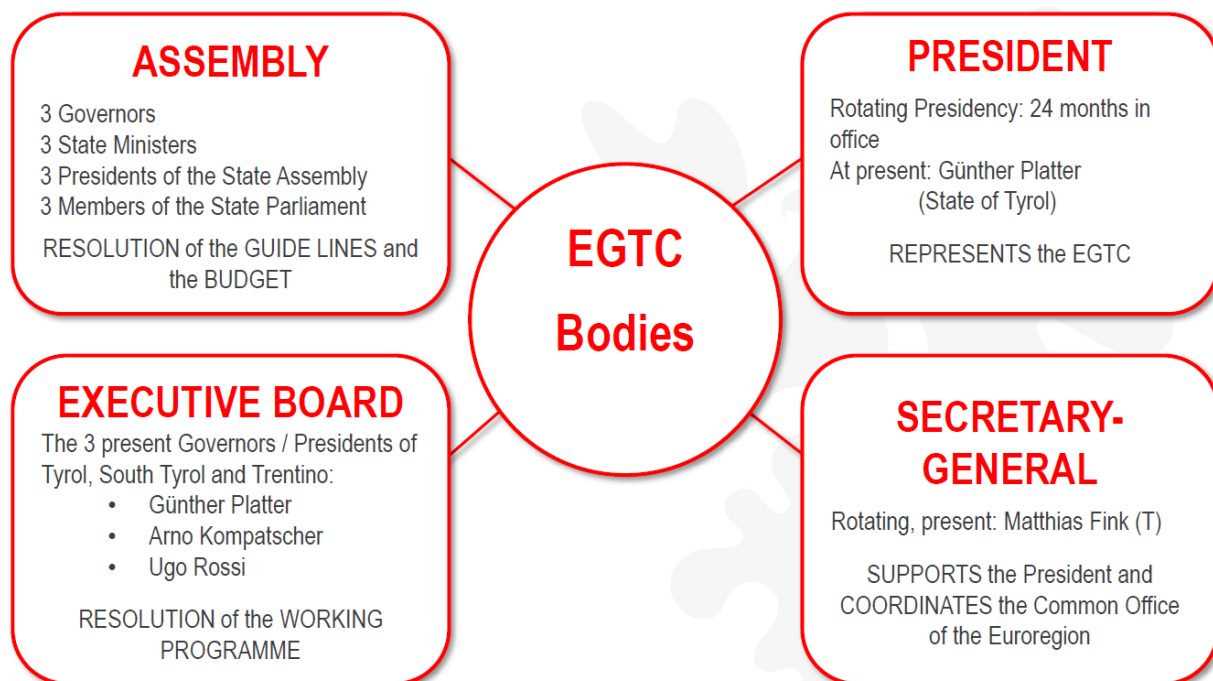 ASSEMBLY
3 Governors
3 State Ministers
3 Presidents of the State Assembly
3 Members of the State Parliament
RESOLUTION of the GUIDE LINES and
the BUDGET
PRESIDENT
Rotating Presidency: 24 months in
office
At present: Günther Platter
(State of Tyrol)
REPRESENTS the EGTC
EGTC
Bodies
EXECUTIVE BOARD
The 3 present Governors / Presidents of
Tyrol, South Tyrol and Trentino:
• Günther Platter
• Arno Kompatscher
• Ugo Rossi
RESOLUTION of the WORKING
PROGRAMME
SECRETARY-
GENERAL
Rotating, present: Matthias Fink (T)
SUPPORTS the President and
COORDINATES the Common Office
of the Euroregion